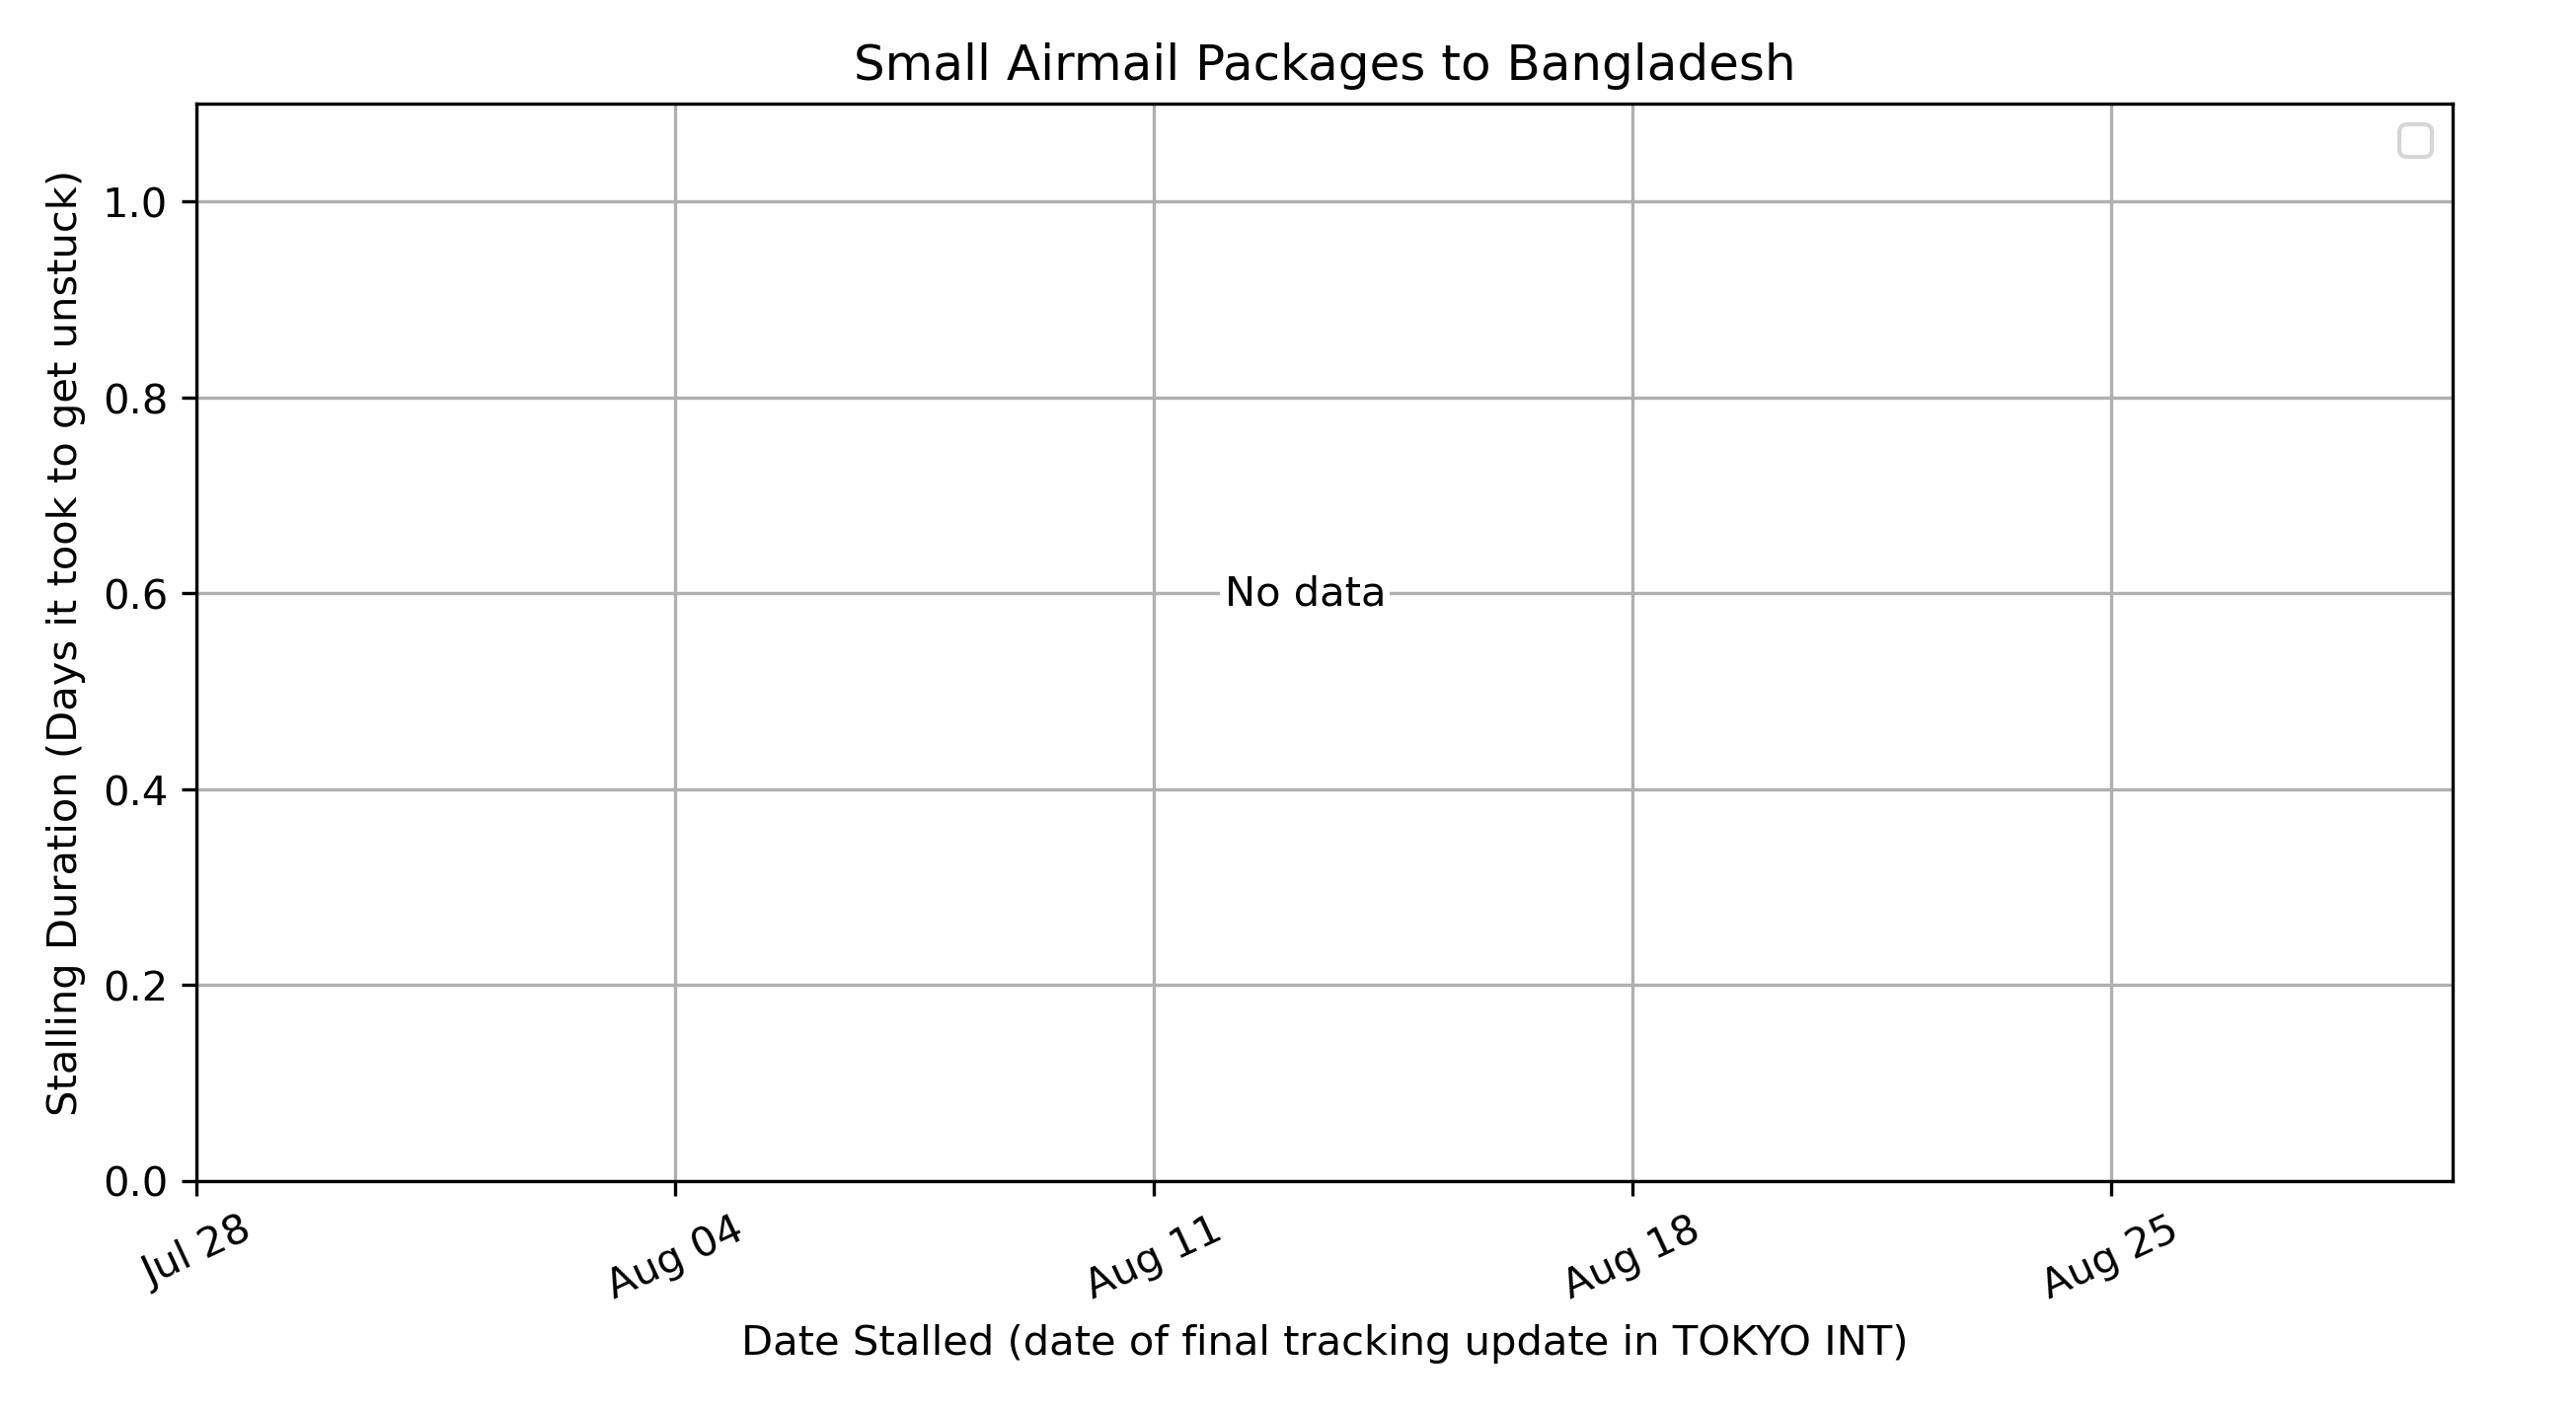 Small Airmail Packages to Bangladesh
Stalling Duration (Days it took to get unstuck)
1.0
0.8
0.6
0.4
0.2
0.0
No data
Jul 28
Aug 04
Aug 11
Aug 18
Aug 25
Date Stalled (date of final tracking update in TOKYO INT)